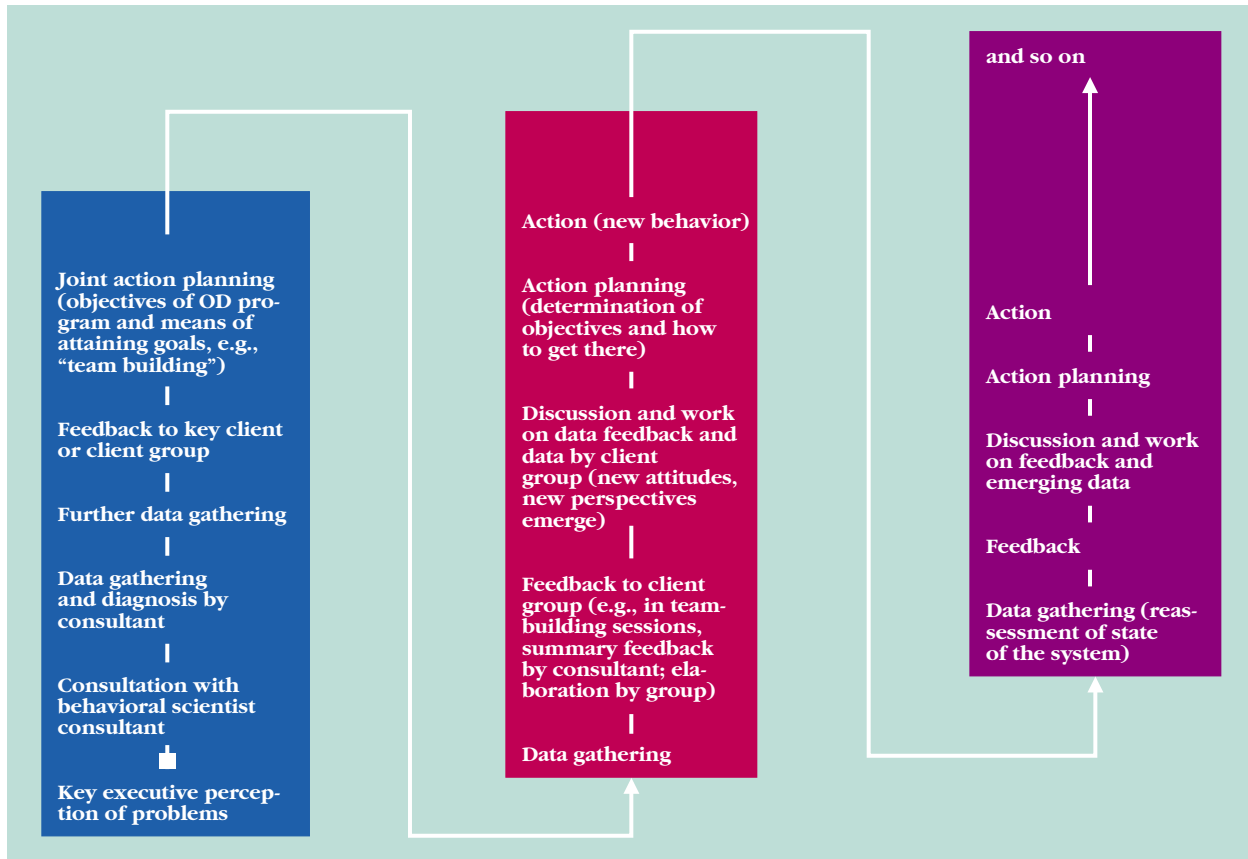 Joint action planning
(objectives of OD pro-
gram and means of
attaining goals, e.g.,
“team building”)
Feedback to key client
or client group
Further data gathering
Data gathering
and diagnosis by
consultant
Consultation with
behavioral scientist
consultant
Key executive percep-
tion of problems
Action (new behavior)
Action planning
(determination of
objectives and how
to get there)
Discussion and work
on data feedback and
data by client
group (new attitudes,
new perspectives
emerge)
Feedback to client
group (e.g., in team-
building sessions,
summary feedback
by consultant; ela-
boration by group)
Data gathering
and so on
Action
Action planning
Discussion and work
on feedback and
emerging data
Feedback
Data gathering (reas-
sessment of state
of the system)